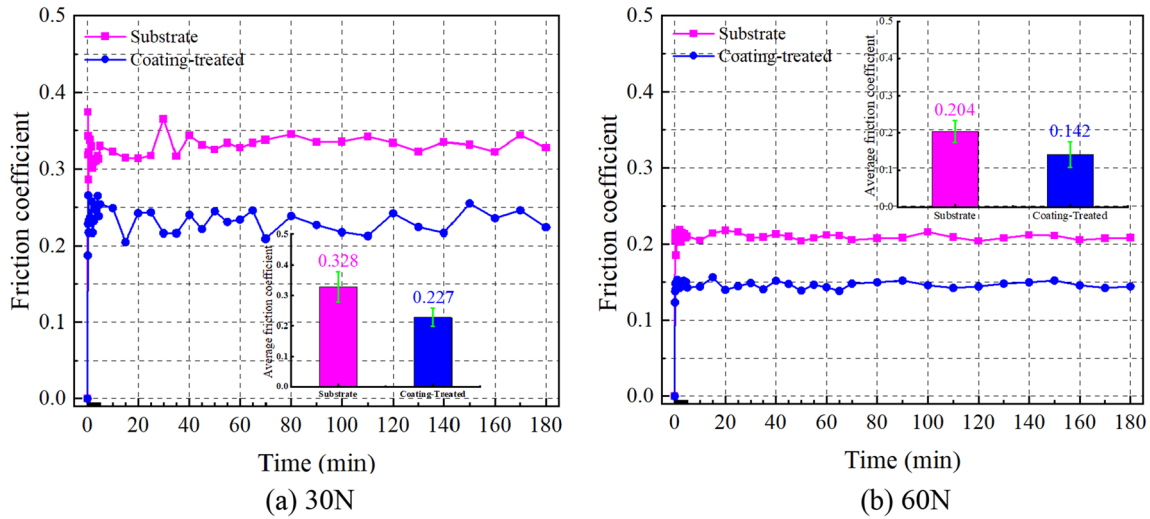 Substrate
Coating-treated
0.5
0.4
0.3
0.2
0.1
0.0
Friction coefficient
0 20 40 60 80 100 120 140 160 180
Time (min)
0.5
0.4
0.3
0.2
0.1
0.0
Average friction coefficient
0.328
0.227
Substrate
Coating-Treated
(a) 30N
Substrate
Coating-treated
0.5
0.4
0.3
0.2
0.1
0.0
Friction coefficient
0 20 40 60 80 100 120 140 160 180
Time (min)
0.5
0.4
0.3
0.2
0.1
0.0
Average friction coefficient
0.204
0.142
Substrate
Coating-Treated
(b) 60N